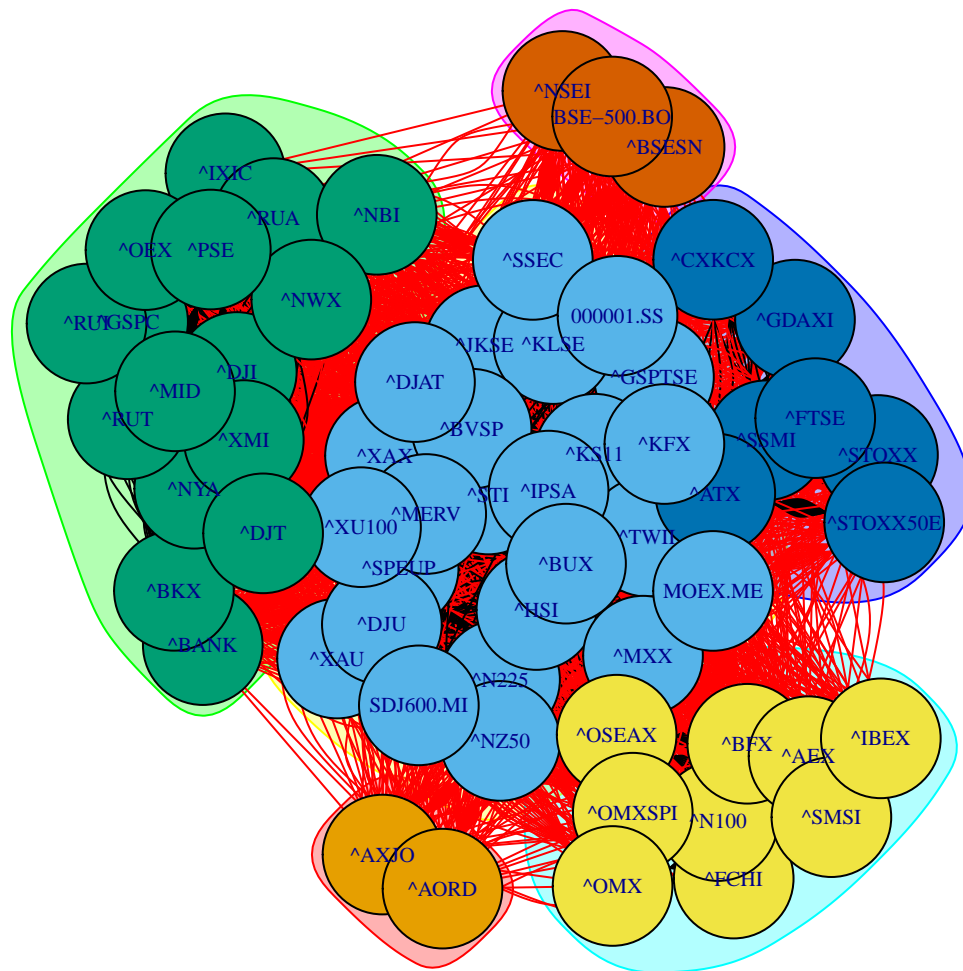 ^NSEI
BSE−500.BO
^BSESN
^IXIC
^RUA
^NBI
^OEX
^PSE
^SSEC
^CXKCX
^NWX
^RUI
^GSPC
000001.SS
^GDAXI
^JKSE
^KLSE
^DJI
^MID
^DJAT
^GSPTSE
^RUT
^XMI
^BVSP
^FTSE
^XAX
^KS11
^KFX
^SSMI
^STOXX
^NYA
^STI
^IPSA
^ATX
^MERV
^XU100
^STOXX50E
^DJT
^SPEUP
^BUX
^TWII
^BKX
MOEX.ME
^HSI
^DJU
^BANK
^XAU
^MXX
^N225
SDJ600.MI
^NZ50
^OSEAX
^BFX
^AEX
^IBEX
^OMXSPI
^N100
^SMSI
^AXJO
^AORD
^OMX
^FCHI